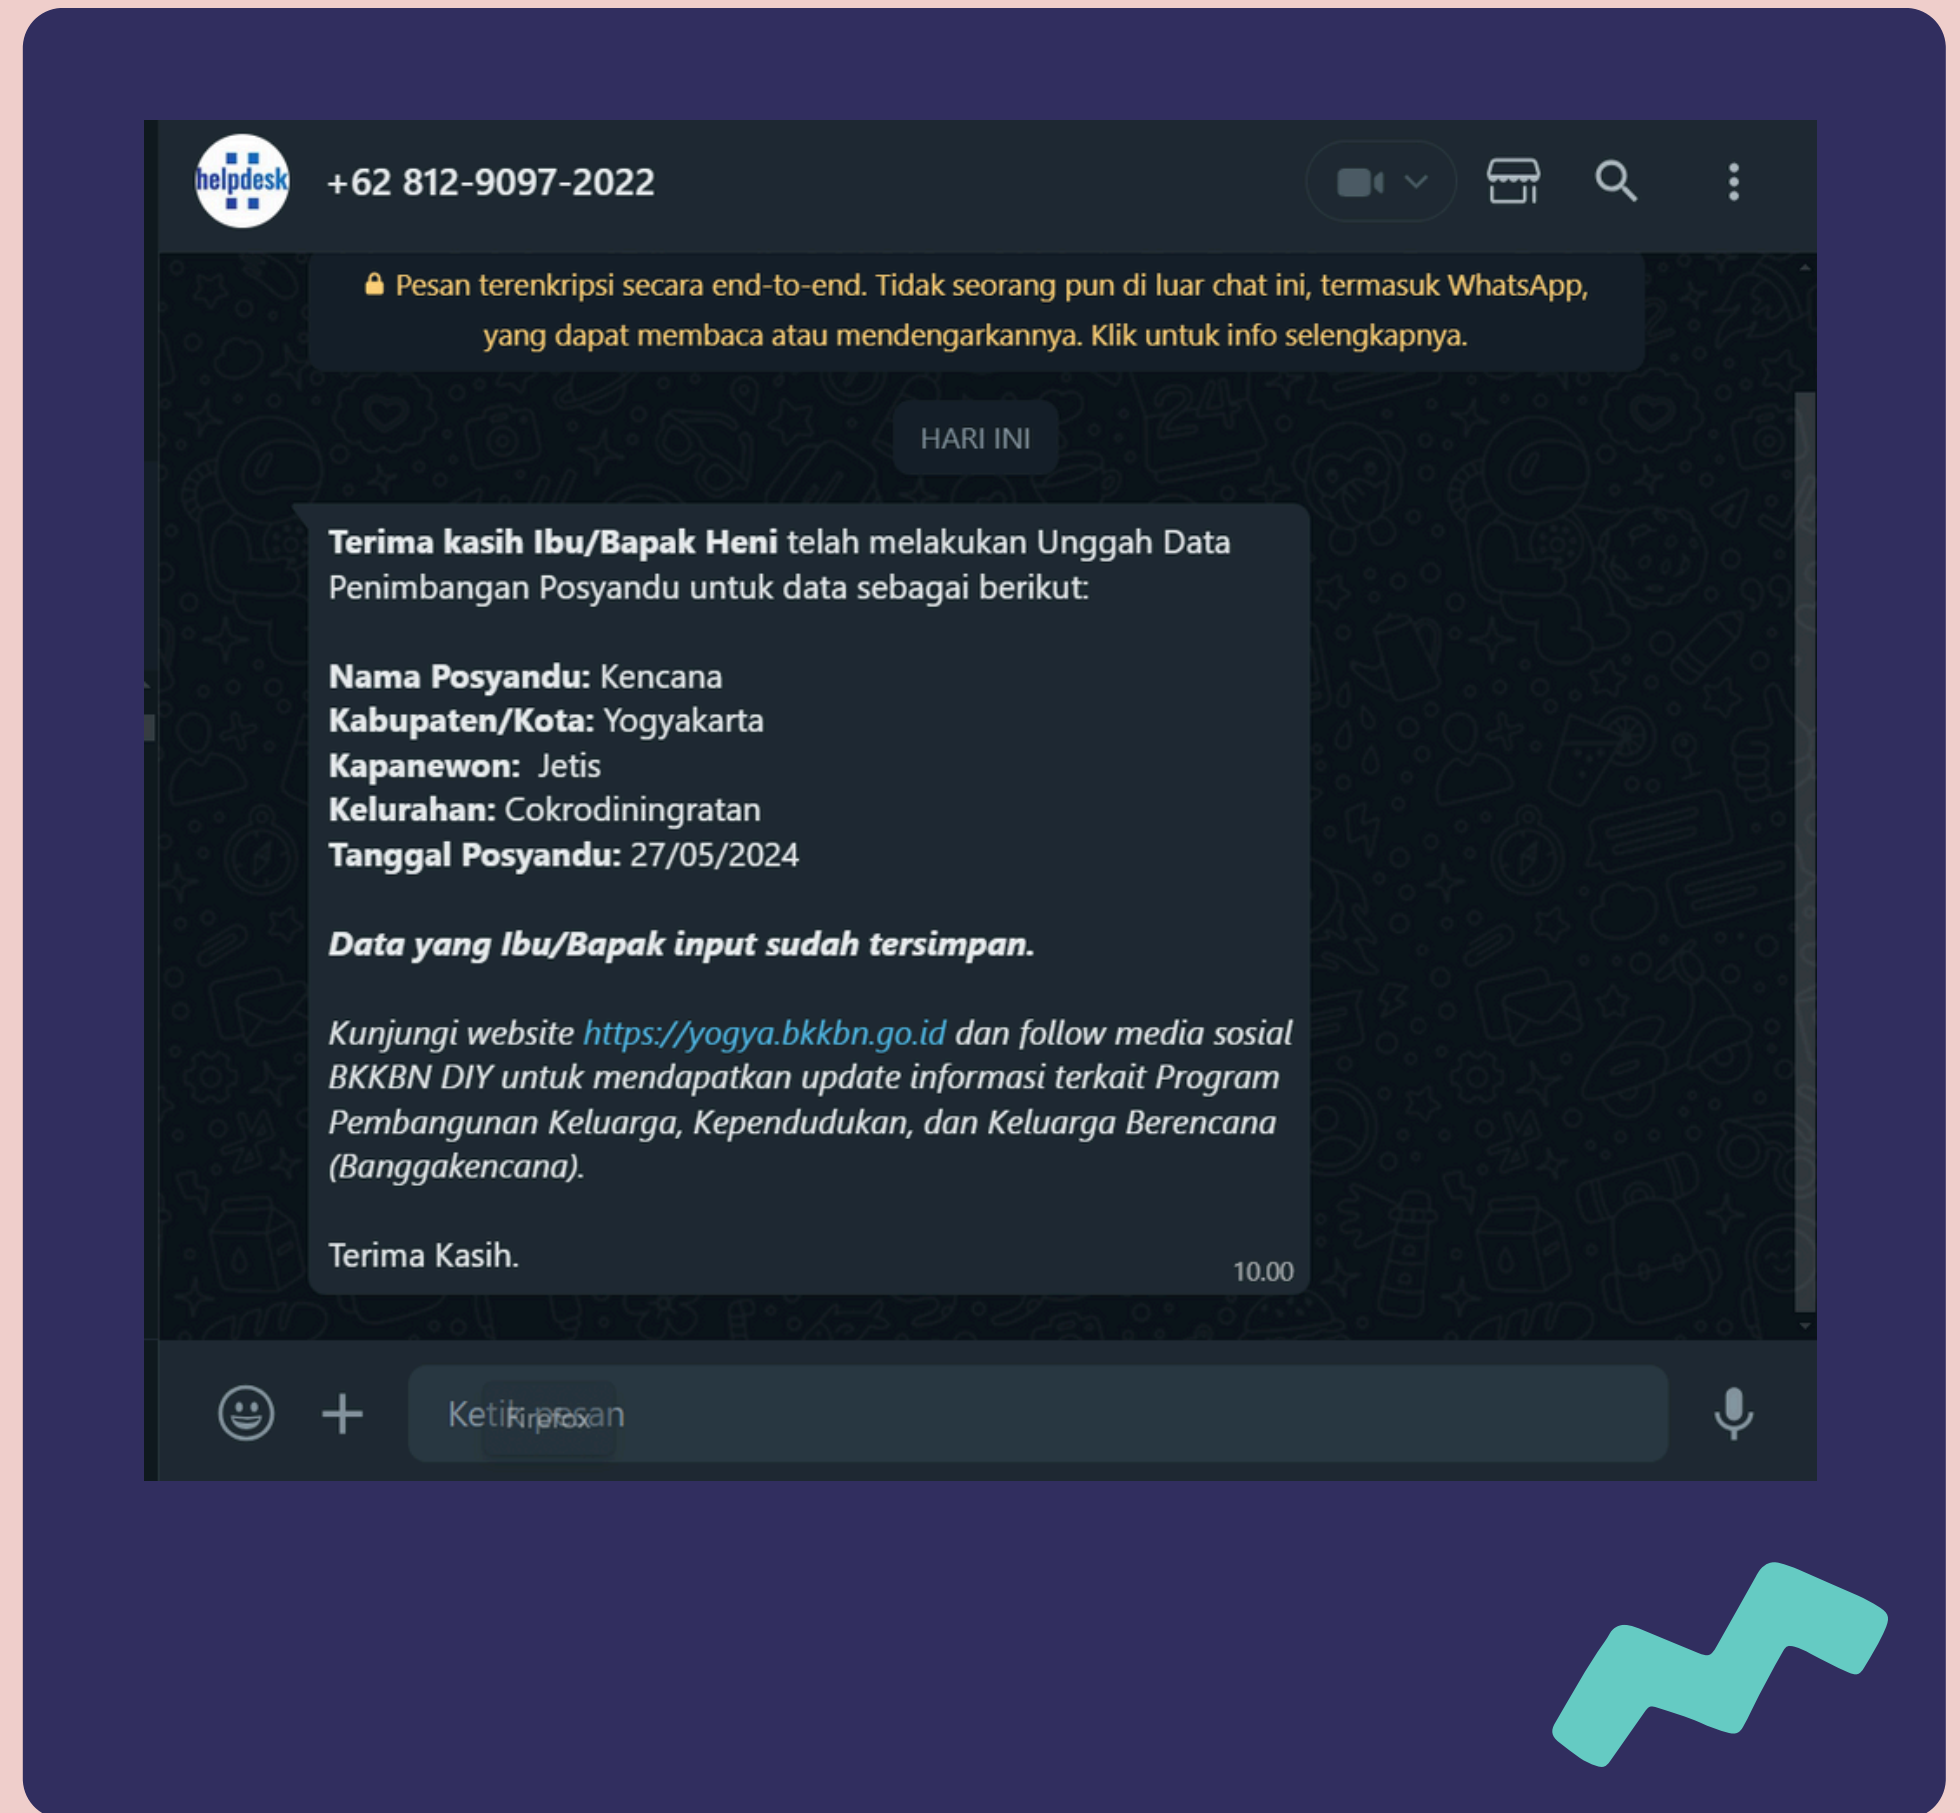 helpdesk
+62 812-9097-2022
Pesan terenkripsi secara end-to-end. Tidak seorang pun di luar chat ini, termasuk WhatsApp,
yang dapat membaca atau mendengarkannya. Klik untuk info selengkapnya.
HARI INI
Terima kasih Ibu/Bapak Heni telah melakukan Unggah Data
Penimbangan Posyandu untuk data sebagai berikut:
Nama Posyandu: Kencana
Kabupaten/Kota: Yogyakarta
Kapanewon: Jetis
Kelurahan: Cokrodiningratan
Tanggal Posyandu: 27/05/2024
Data yang Ibu/Bapak input sudah tersimpan.
Kunjungi website https://yogya.bkkbn.go.id dan follow media sosial
BKKBN DIY untuk mendapatkan update informasi terkait Program
Pembangunan Keluarga, Kependudukan, dan Keluarga Berencana
(Banggakencana).
Terima Kasih.
10.00
Ketik pesan
Firefox